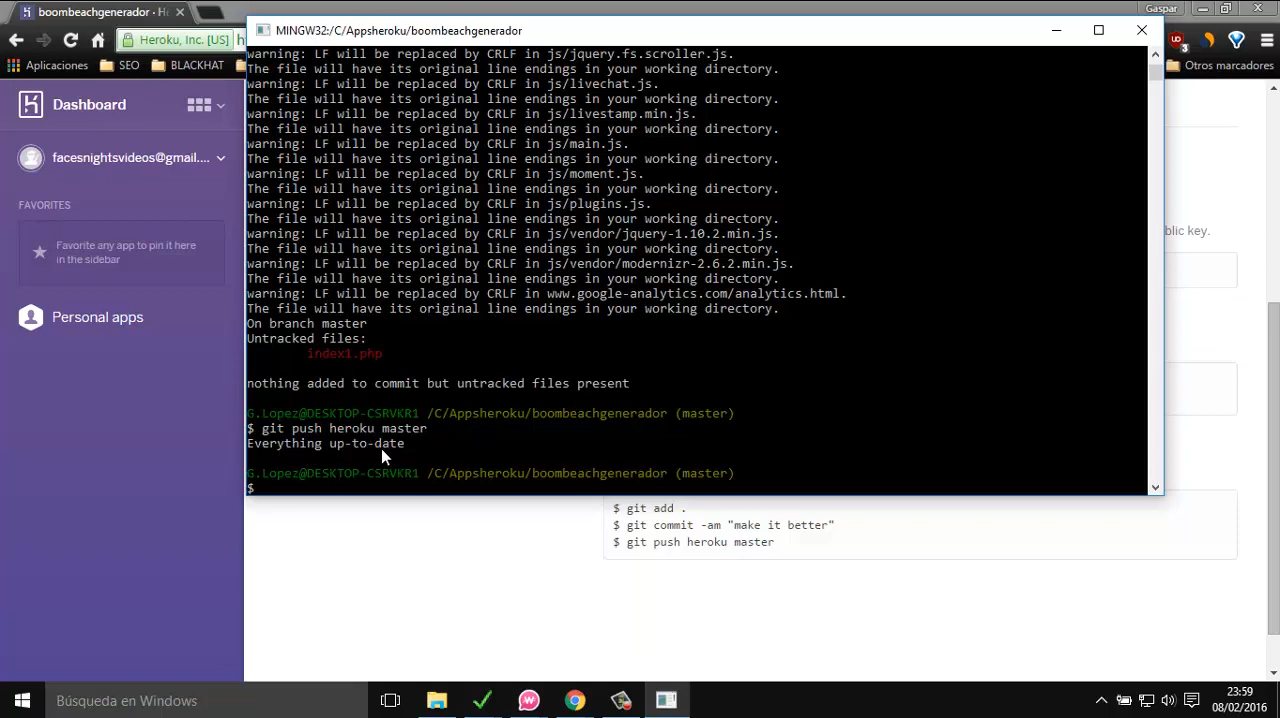 boombeachgenerador · H
Gaspar
Heroku, Inc. [US]
Aplicaciones
SEO
BLACKHAT
Otros marcadores
3
Dashboard
facesnightsvideos@gmail....
FAVORITES
Favorite any app to pin it here
in the sidebar
Personal apps
MINGW32:/C/Appsheroku/boombeachgenerador
warning: LF will be replaced by CRLF in js/jquery.fs.scroller.js.
The file will have its original line endings in your working directory.
warning: LF will be replaced by CRLF in js/livechat.js.
The file will have its original line endings in your working directory.
warning: LF will be replaced by CRLF in js/livestamp.min.js.
The file will have its original line endings in your working directory.
warning: LF will be replaced by CRLF in js/main.js.
The file will have its original line endings in your working directory.
warning: LF will be replaced by CRLF in js/moment.js.
The file will have its original line endings in your working directory.
warning: LF will be replaced by CRLF in js/plugins.js.
The file will have its original line endings in your working directory.
warning: LF will be replaced by CRLF in js/vendor/jquery-1.10.2.min.js.
The file will have its original line endings in your working directory.
warning: LF will be replaced by CRLF in js/vendor/modernizr-2.6.2.min.js.
The file will have its original line endings in your working directory.
warning: LF will be replaced by CRLF in www.google-analytics.com/analytics.html.
The file will have its original line endings in your working directory.
On branch master
Untracked files:
index1.php
nothing added to commit but untracked files present
G.Lopez@DESKTOP-CSRVKR1 /C/Appsheroku/boombeachgenerador (master)
$ git push heroku master
Everything up-to-date
G.Lopez@DESKTOP-CSRVKR1 /C/Appsheroku/boombeachgenerador (master)
$
blic key.
$ git add .
$ git commit -am "make it better"
$ git push heroku master
Búsqueda en Windows
23:59
08/02/2016